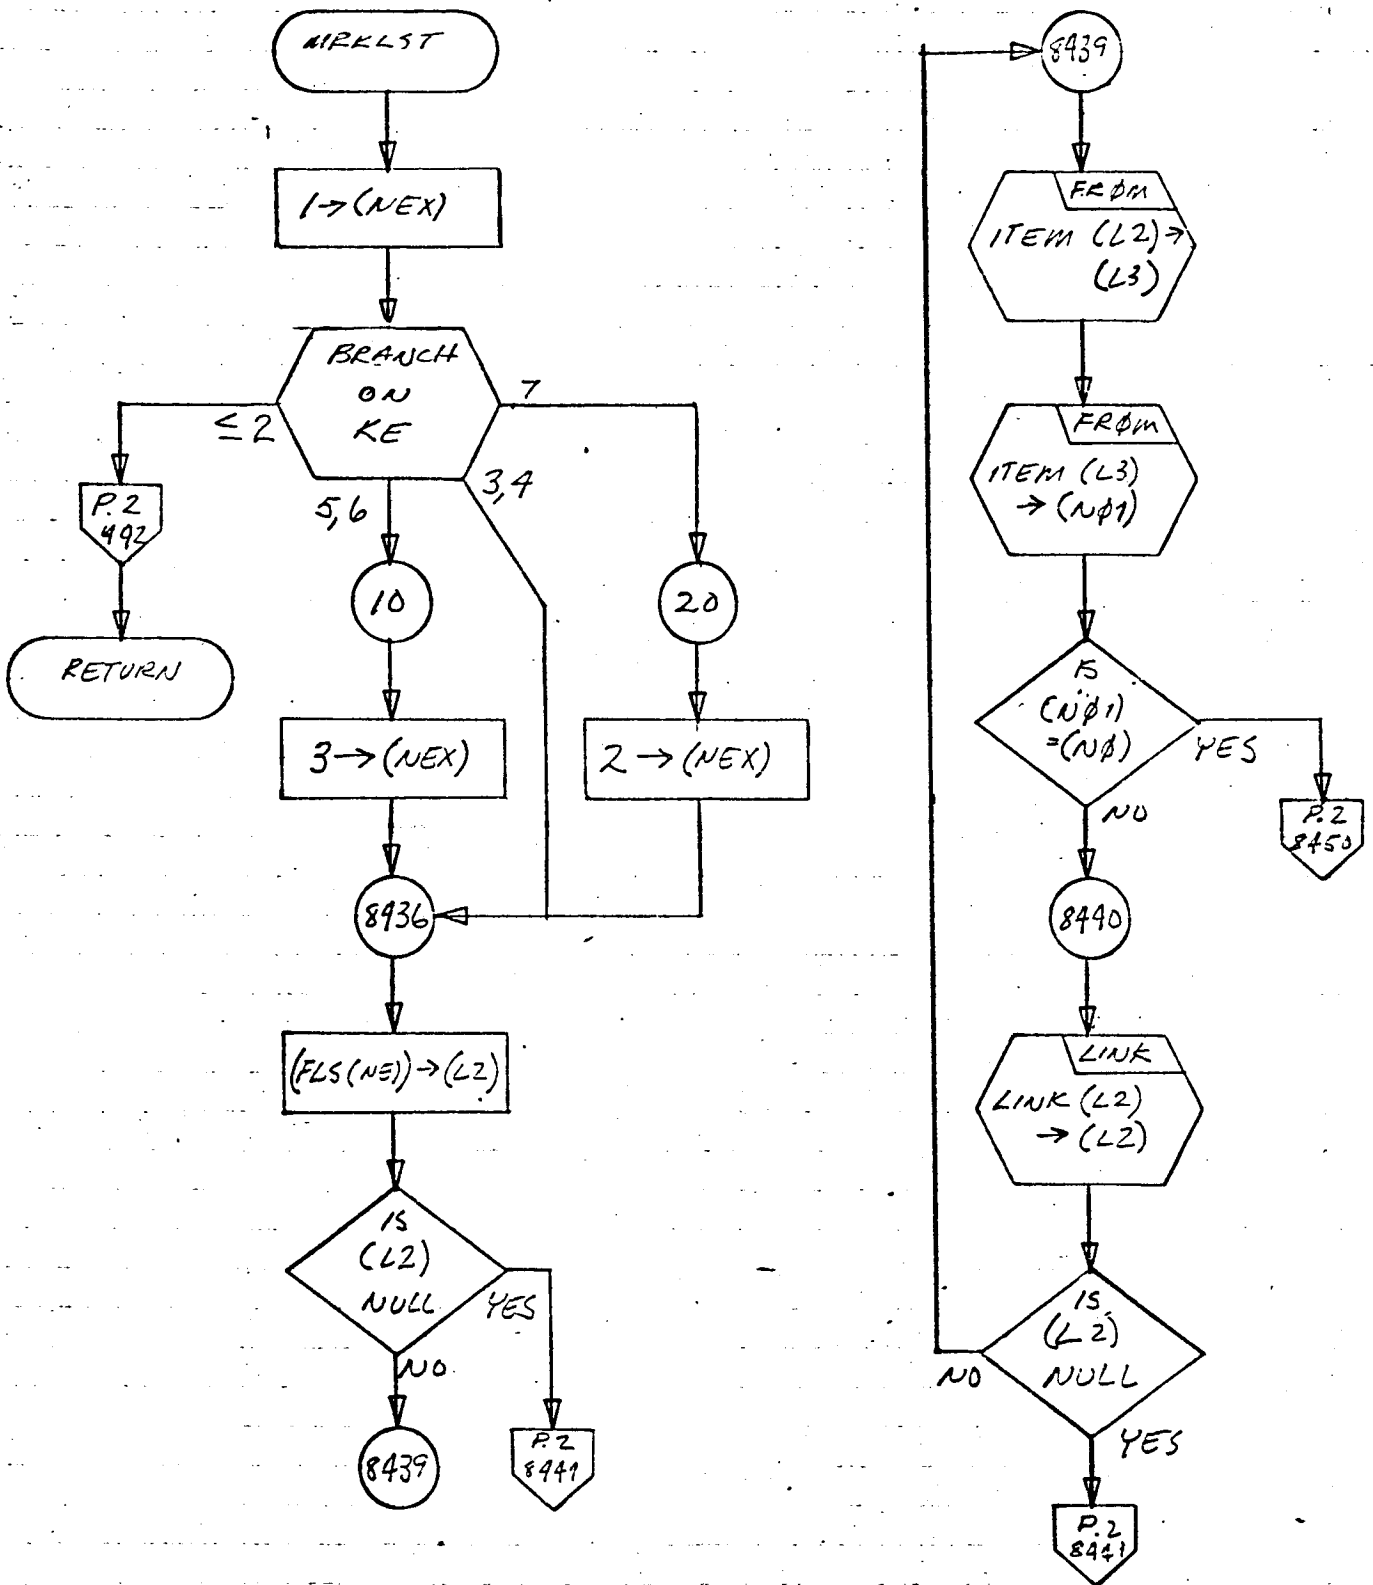 MRKLST
1→(NEX)
BRANCH
ON
KE
≤2
7
3,4
5,6
P.2
492
RETURN
10
20
3→(NEX)
2→(NEX)
8436
(FLS(NE))→(L2)
IS
(L2)
NULL
YES
NO
8439
P.2
8441
8439
FRØM
ITEM (L2)→
(L3)
FRØM
ITEM (L3)
→(NØ1)
IS
(NØ1)
=(NØ)
YES
NO
P.2
8450
8440
LINK
LINK (L2)
→(L2)
IS
(L2)
NULL
NO
YES
P.2
8441